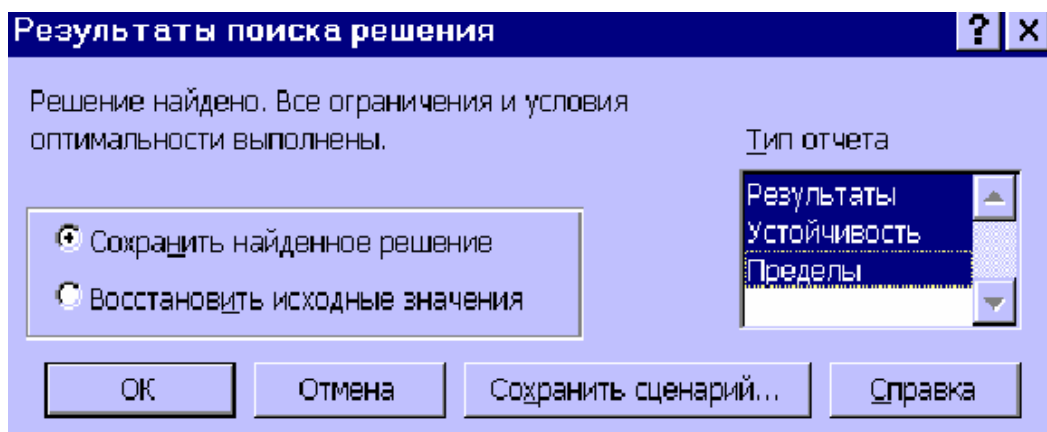 Результаты поиска решения
Решение найдено. Все ограничения и условия
оптимальности выполнены.
Тип отчета
Результаты
Устойчивость
Пределы
Сохранить найденное решение
Восстановить исходные значения
ОК
Отмена
Сохранить сценарий...
Справка